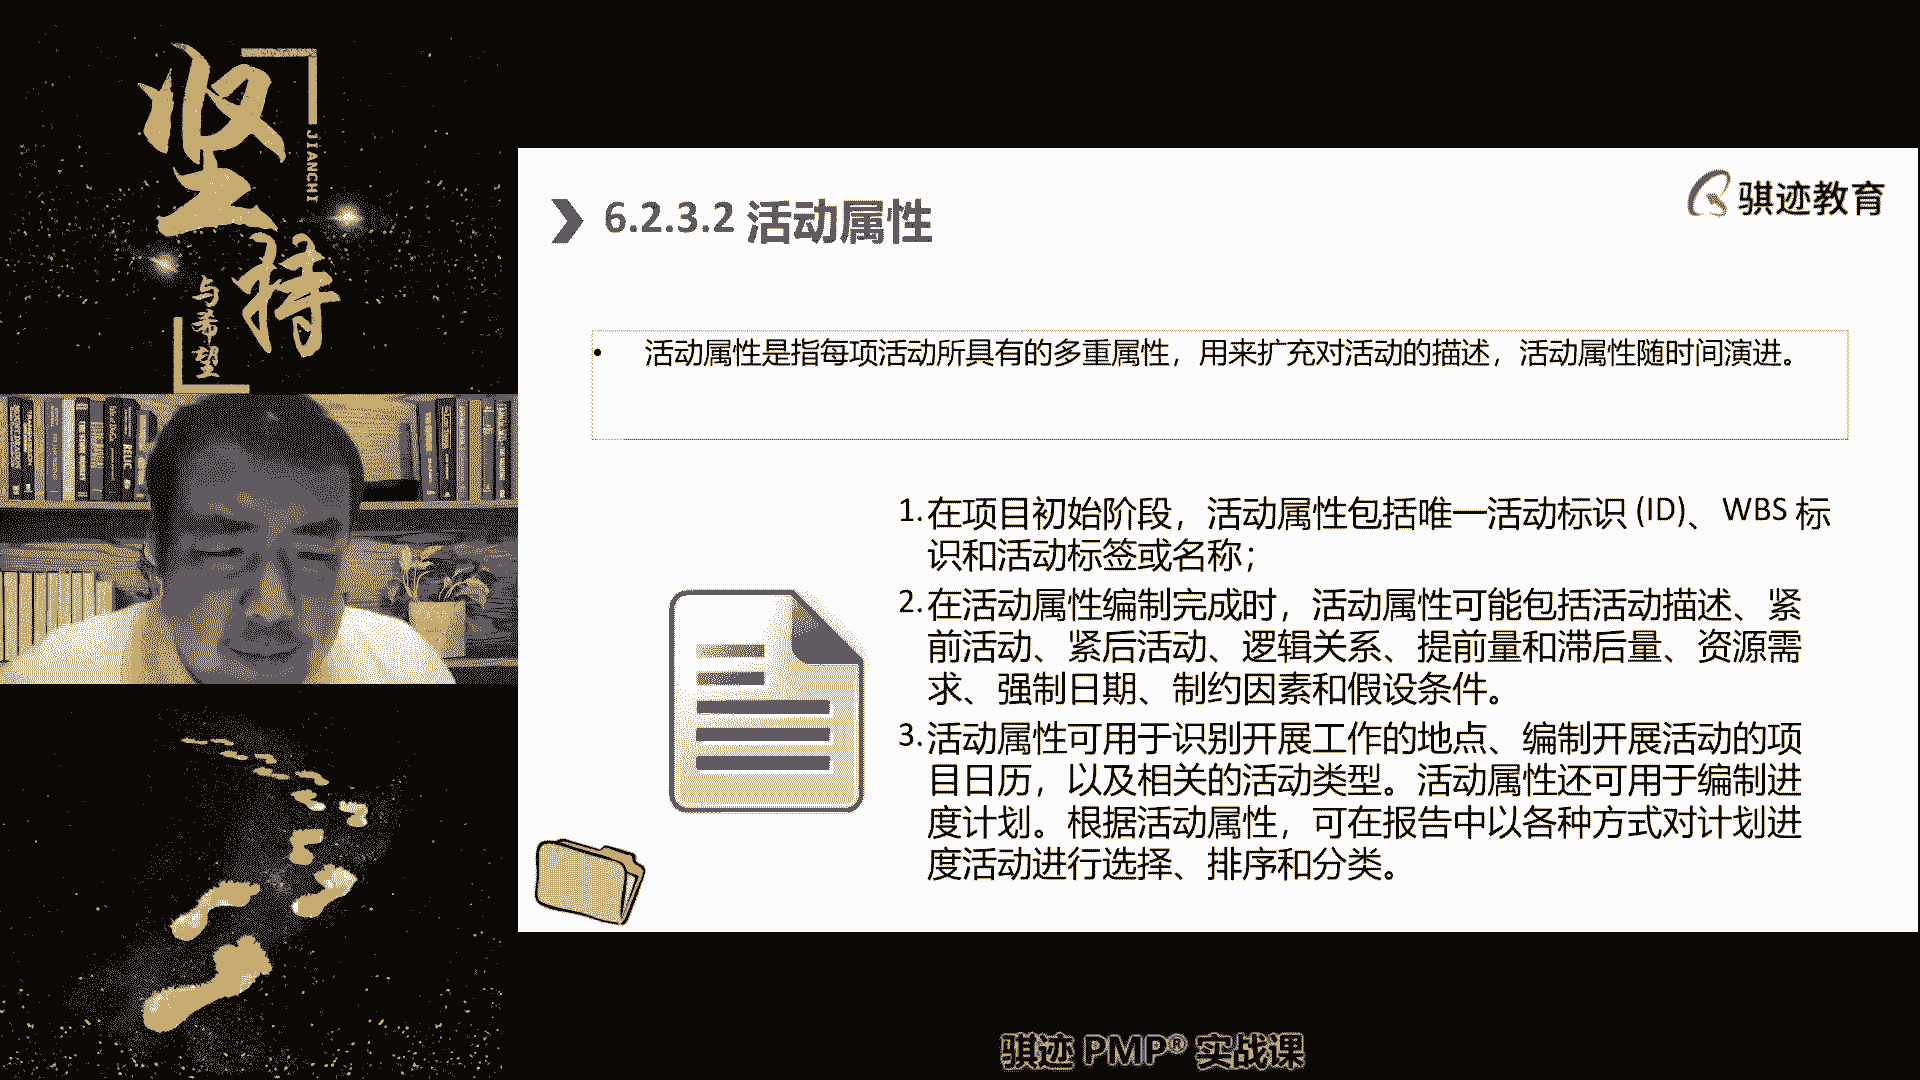 坚持
JIANCHI
与希望
骐迹教育
6.2.3.2 活动属性
• 活动属性是指每项活动所具有的多重属性，用来扩充对活动的描述，活动属性随时间演进。
1.在项目初始阶段，活动属性包括唯一活动标识 (ID)、WBS 标
识和活动标签或名称；
2.在活动属性编制完成时，活动属性可能包括活动描述、紧
前活动、紧后活动、逻辑关系、提前量和滞后量、资源需
求、强制日期、制约因素和假设条件。
3.活动属性可用于识别开展工作的地点、编制开展活动的项
目日历，以及相关的活动类型。活动属性还可用于编制进
度计划。根据活动属性，可在报告中以各种方式对计划进
度活动进行选择、排序和分类。
骐迹 PMP® 实战课